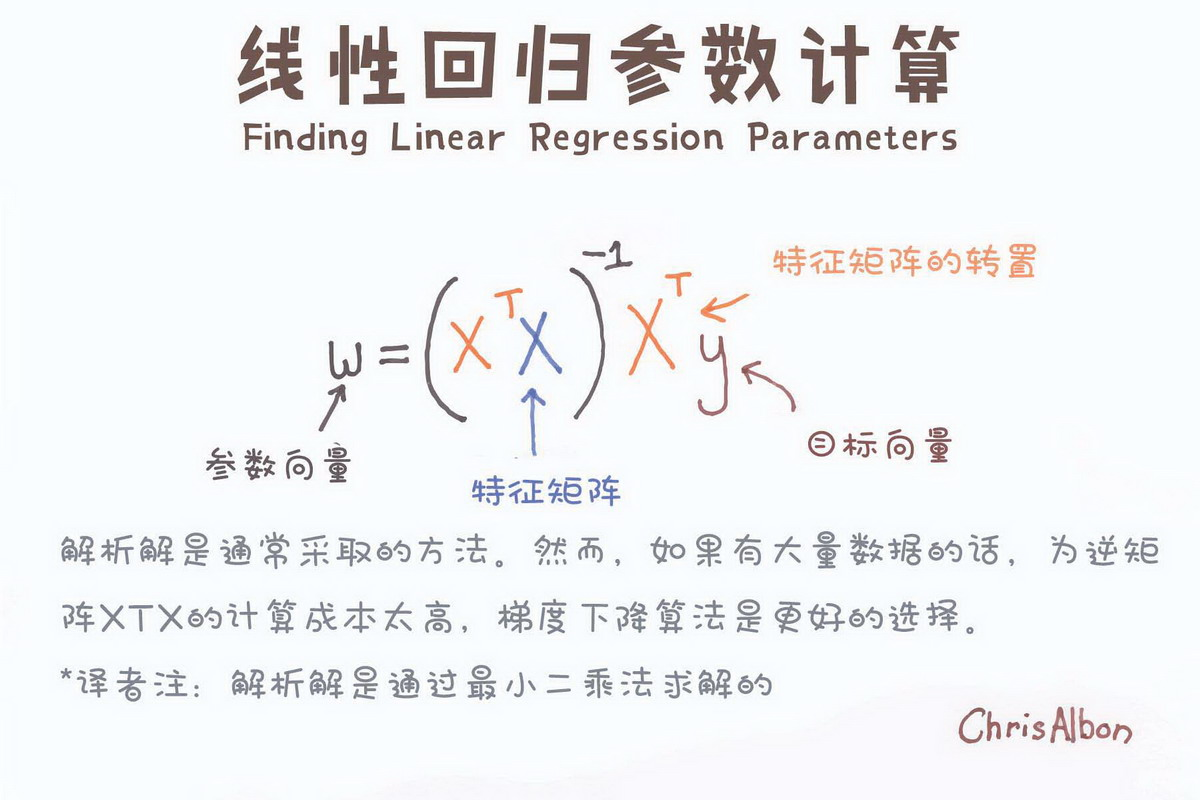 线性回归参数计算
Finding Linear Regression Parameters
特征矩阵的转置
w=(XᵀX)⁻¹Xᵀy
参数向量
特征矩阵
目标向量
解析解是通常采取的方法。然而，如果有大量数据的话，为逆矩
阵XTX的计算成本太高，梯度下降算法是更好的选择。
*译者注：解析解是通过最小二乘法求解的
ChrisAlbon